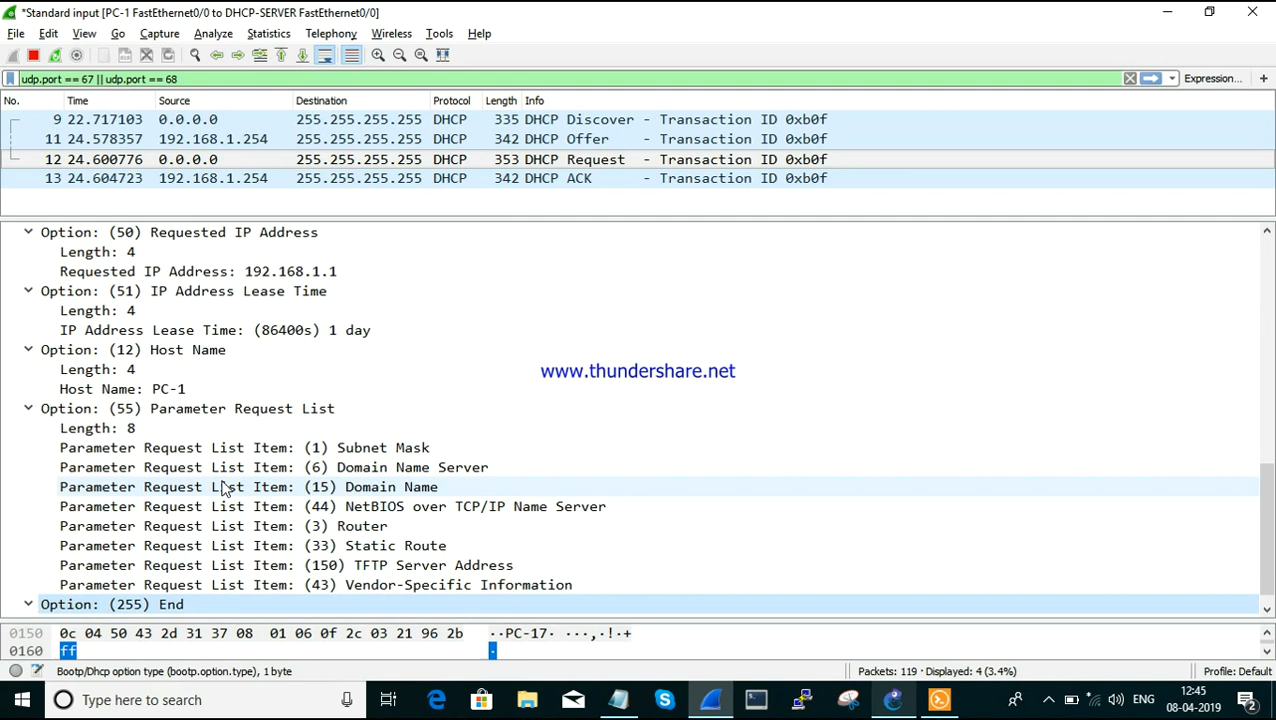 *Standard input [PC-1 FastEthernet0/0 to DHCP-SERVER FastEthernet0/0]
File Edit View Go Capture Analyze Statistics Telephony Wireless Tools Help
udp.port == 67 || udp.port == 68 Expression... +
No. Time Source Destination Protocol Length Info
9 22.717103 0.0.0.0 255.255.255.255 DHCP 335 DHCP Discover - Transaction ID 0xb0f
11 24.578357 192.168.1.254 255.255.255.255 DHCP 342 DHCP Offer - Transaction ID 0xb0f
12 24.600776 0.0.0.0 255.255.255.255 DHCP 353 DHCP Request - Transaction ID 0xb0f
13 24.604723 192.168.1.254 255.255.255.255 DHCP 342 DHCP ACK - Transaction ID 0xb0f
Option: (50) Requested IP Address
Length: 4
Requested IP Address: 192.168.1.1
Option: (51) IP Address Lease Time
Length: 4
IP Address Lease Time: (86400s) 1 day
Option: (12) Host Name
Length: 4
www.thundershare.net
Host Name: PC-1
Option: (55) Parameter Request List
Length: 8
Parameter Request List Item: (1) Subnet Mask
Parameter Request List Item: (6) Domain Name Server
Parameter Request List Item: (15) Domain Name
Parameter Request List Item: (44) NetBIOS over TCP/IP Name Server
Parameter Request List Item: (3) Router
Parameter Request List Item: (33) Static Route
Parameter Request List Item: (150) TFTP Server Address
Parameter Request List Item: (43) Vendor-Specific Information
Option: (255) End
0150 0c 04 50 43 2d 31 37 08 01 06 0f 2c 03 21 96 2b ··PC-17· ···,·!·+
0160 ff ·
Bootp/Dhcp option type (bootp.option.type), 1 byte Packets: 119 · Displayed: 4 (3.4%) Profile: Default
Type here to search ENG 12:45
08-04-2019 2